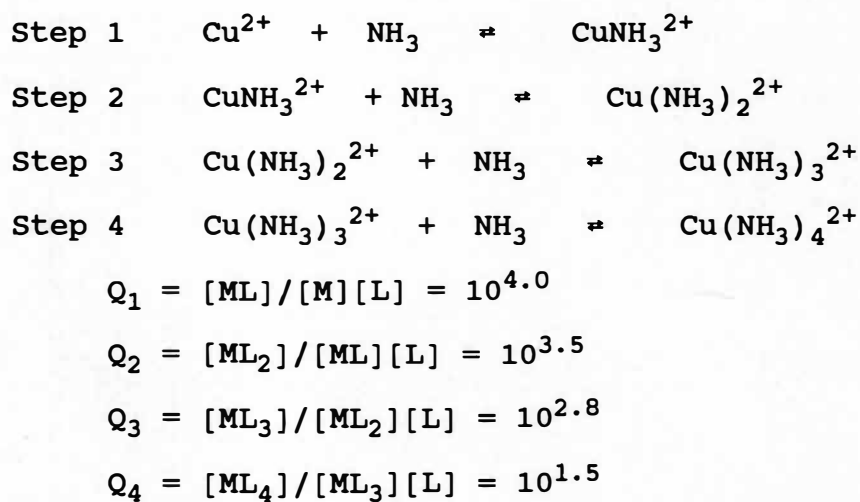 Step 1 Cu²⁺ + NH₃ ⇄ CuNH₃²⁺
Step 2 CuNH₃²⁺ + NH₃ ⇄ Cu(NH₃)₂²⁺
Step 3 Cu(NH₃)₂²⁺ + NH₃ ⇄ Cu(NH₃)₃²⁺
Step 4 Cu(NH₃)₃²⁺ + NH₃ ⇄ Cu(NH₃)₄²⁺
Q₁ = [ML]/[M][L] = 10⁴·⁰
Q₂ = [ML₂]/[ML][L] = 10³·⁵
Q₃ = [ML₃]/[ML₂][L] = 10²·⁸
Q₄ = [ML₄]/[ML₃][L] = 10¹·⁵